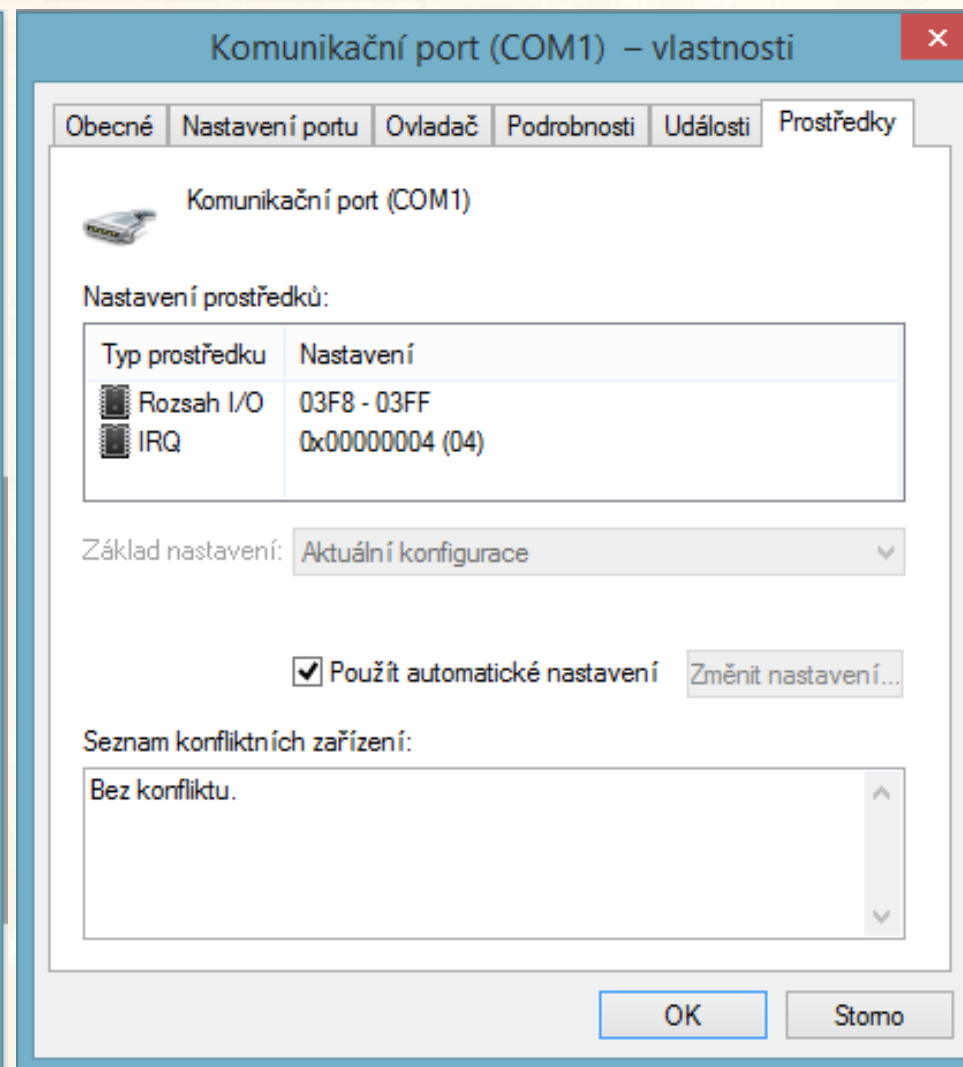 Komunikační port (COM1) – vlastnosti
Obecné Nastavení portu Ovladač Podrobnosti Události Prostředky
Komunikační port (COM1)
Nastavení prostředků:
Typ prostředku Nastavení
Rozsah I/O 03F8 - 03FF
IRQ 0x00000004 (04)
Základ nastavení: Aktuální konfigurace
Použít automatické nastavení Změnit nastavení...
Seznam konfliktních zařízení:
Bez konfliktu.
OK Storno